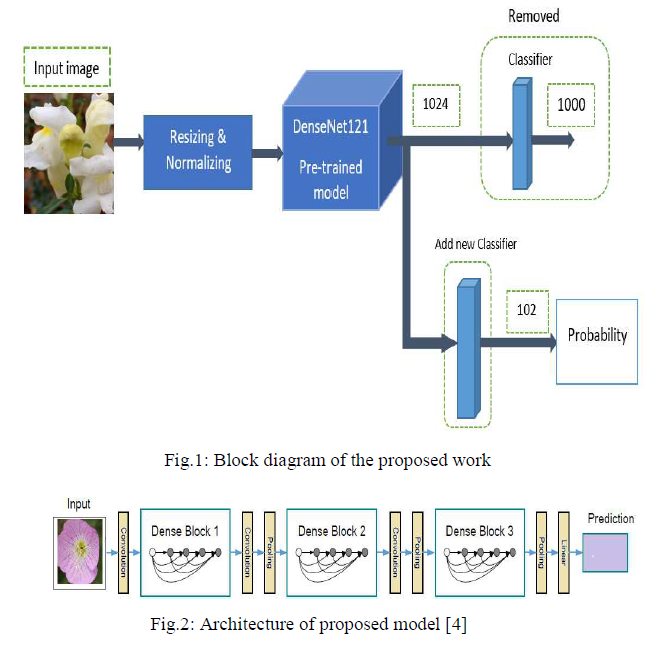 Removed
Input image
Classifier
1024
1000
DenseNet121
Pre-trained
model
Resizing &
Normalizing
Add new Classifier
102
Probability
Fig.1: Block diagram of the proposed work
Input
Convolution
Dense Block 1
Convolution
Pooling
Dense Block 2
Convolution
Pooling
Dense Block 3
Pooling
Linear
Prediction
Fig.2: Architecture of proposed model [4]